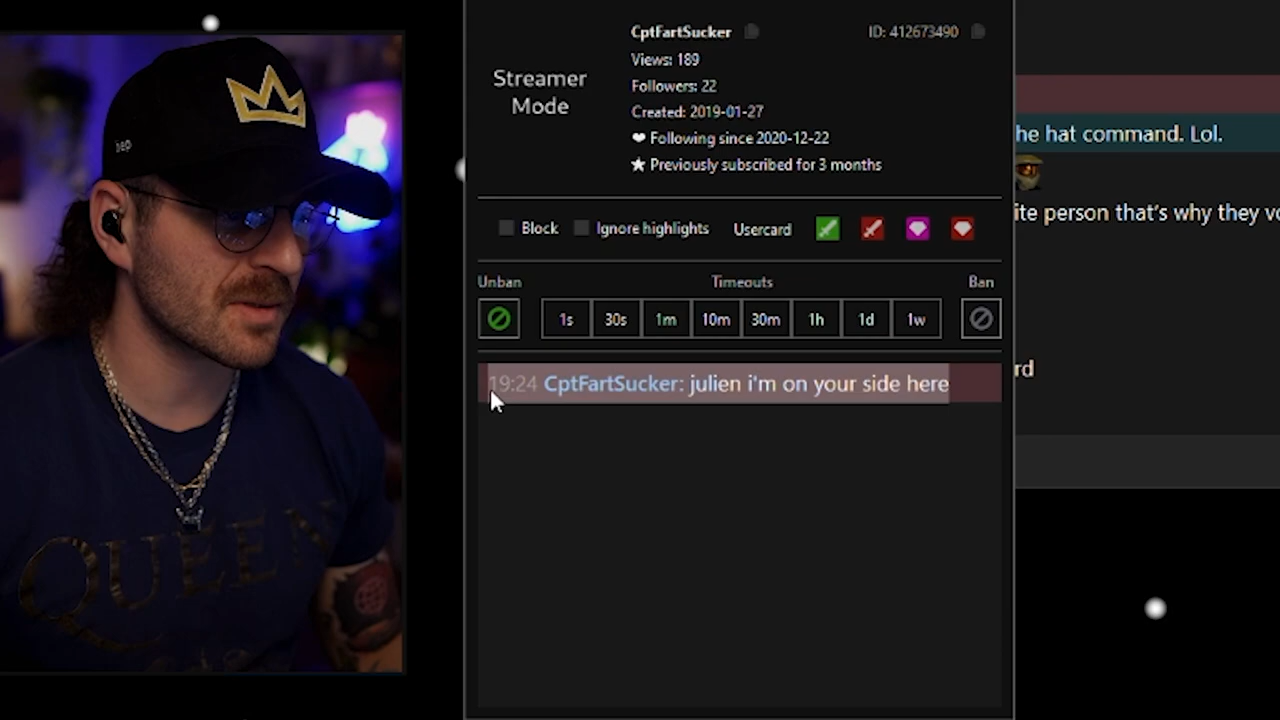 CptFartSucker
ID: 412673490
Streamer
Mode
Views: 189
Followers: 22
Created: 2019-01-27
Following since 2020-12-22
Previously subscribed for 3 months
Block
Ignore highlights
Usercard
Unban
Timeouts
Ban
1s
30s
1m
10m
30m
1h
1d
1w
19:24 CptFartSucker: julien i'm on your side here
he hat command. Lol.
ite person that's why they vo
rd
QUEEN